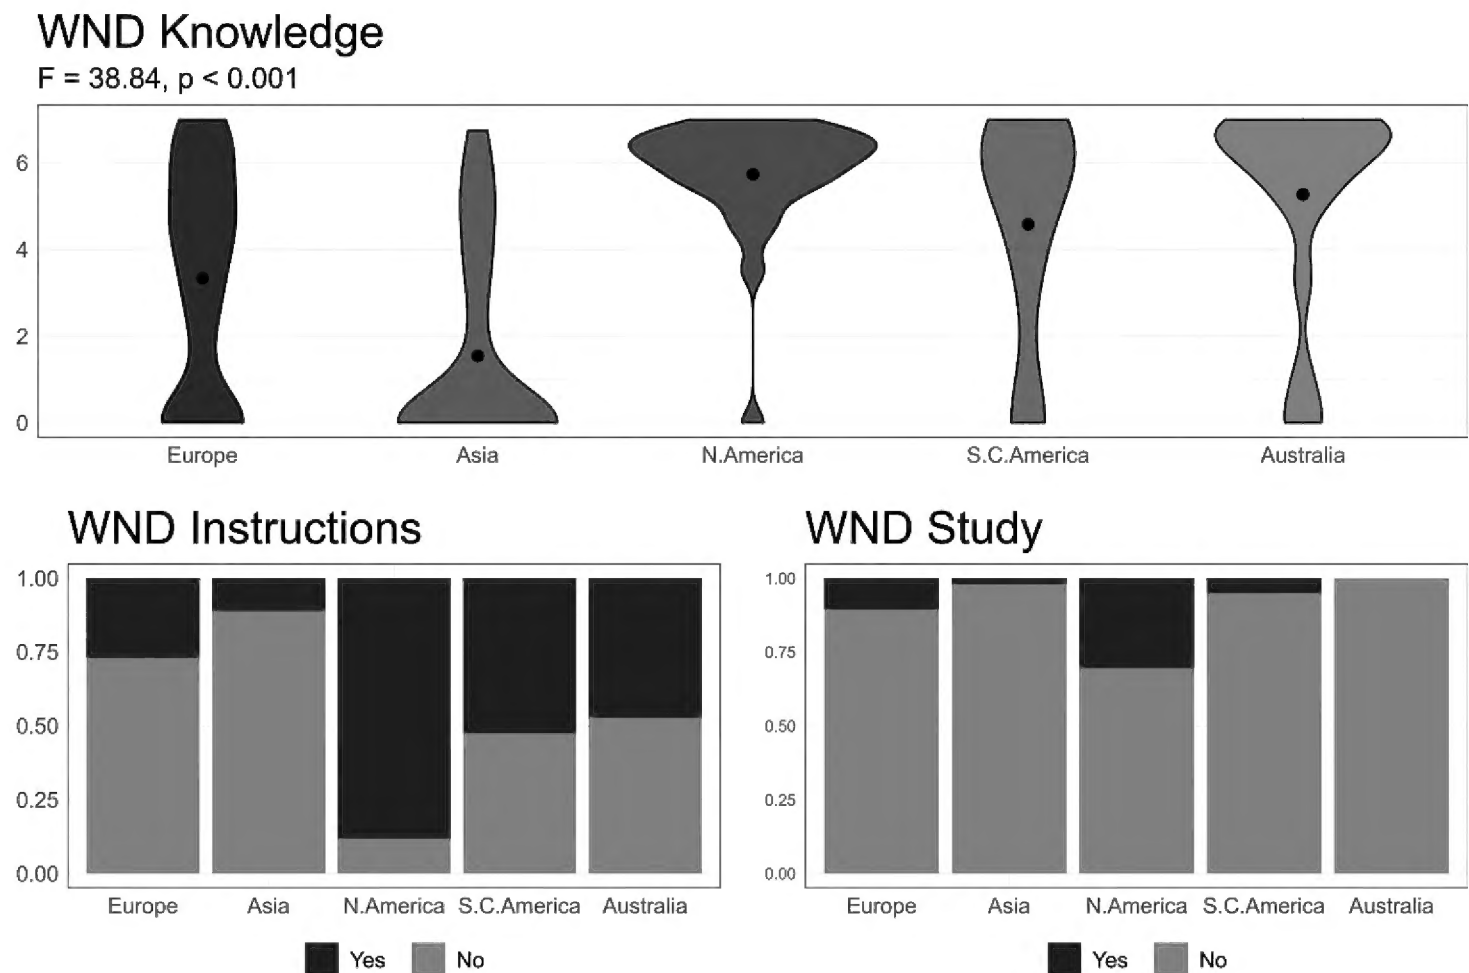 WND Knowledge
F = 38.84, p < 0.001
6
4
2
0
Europe Asia N.America S.C.America Australia
WND Instructions
1.00
0.75
0.50
0.25
0.00
Europe Asia N.America S.C.America Australia
Yes No
WND Study
1.00
0.75
0.50
0.25
0.00
Europe Asia N.America S.C.America Australia
Yes No